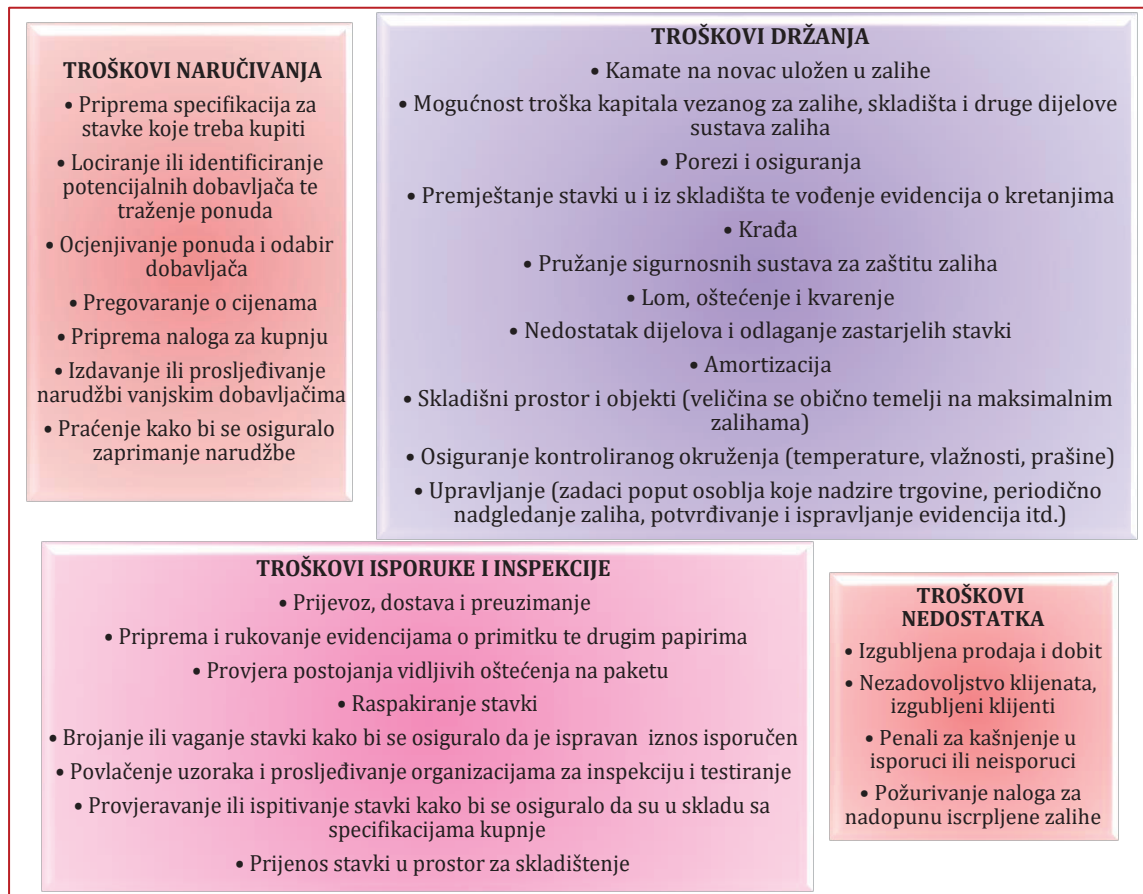 TROŠKOVI NARUČIVANJA
• Priprema specifikacija za
stavke koje treba kupiti
• Lociranje ili identificiranje
potencijalnih dobavljača te
traženje ponuda
• Ocjenjivanje ponuda i odabir
dobavljača
• Pregovaranje o cijenama
• Priprema naloga za kupnju
• Izdavanje ili prosljeđivanje
narudžbi vanjskim dobavljačima
• Praćenje kako bi se osiguralo
zaprimanje narudžbe
TROŠKOVI DRŽANJA
• Kamate na novac uložen u zalihe
• Mogućnost troška kapitala vezanog za zalihe, skladišta i druge dijelove
sustava zaliha
• Porezi i osiguranja
• Premještanje stavki u i iz skladišta te vođenje evidencija o kretanjima
• Krađa
• Pružanje sigurnosnih sustava za zaštitu zaliha
• Lom, oštećenje i kvarenje
• Nedostatak dijelova i odlaganje zastarjelih stavki
• Amortizacija
• Skladišni prostor i objekti (veličina se obično temelji na maksimalnim
zalihama)
• Osiguranje kontroliranog okruženja (temperature, vlažnosti, prašine)
• Upravljanje (zadaci poput osoblja koje nadzire trgovine, periodično
nadgledanje zaliha, potvrđivanje i ispravljanje evidencija itd.)
TROŠKOVI ISPORUKE I INSPEKCIJE
• Prijevoz, dostava i preuzimanje
• Priprema i rukovanje evidencijama o primitku te drugim papirima
• Provjera postojanja vidljivih oštećenja na paketu
• Raspakiranje stavki
• Brojanje ili vaganje stavki kako bi se osiguralo da je ispravan iznos isporučen
• Povlačenje uzoraka i prosljeđivanje organizacijama za inspekciju i testiranje
• Provjeravanje ili ispitivanje stavki kako bi se osiguralo da su u skladu sa
specifikacijama kupnje
• Prijenos stavki u prostor za skladištenje
TROŠKOVI
NEDOSTATKA
• Izgubljena prodaja i dobit
• Nezadovoljstvo klijenata,
izgubljeni klijenti
• Penali za kašnjenje u
isporuci ili neisporuci
• Požurivanje naloga za
nadopunu iscrpljene zalihe